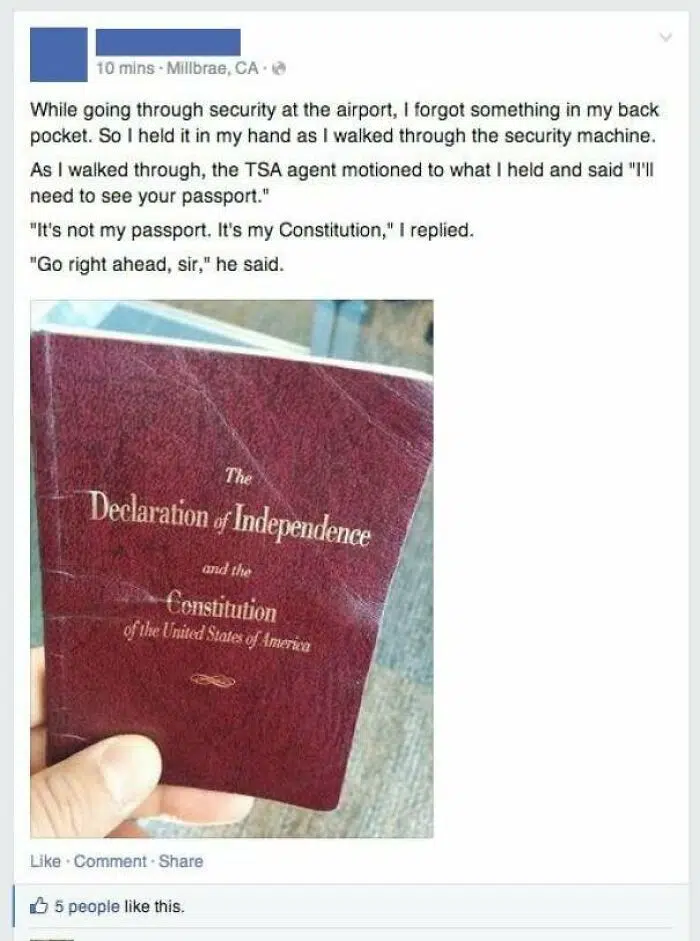 10 mins · Millbrae, CA ·
While going through security at the airport, I forgot something in my back
pocket. So I held it in my hand as I walked through the security machine.
As I walked through, the TSA agent motioned to what I held and said "I'll
need to see your passport."
"It's not my passport. It's my Constitution," I replied.
"Go right ahead, sir," he said.
The
Declaration of Independence
and the
Constitution
of the United States of America
Like · Comment · Share
5 people like this.